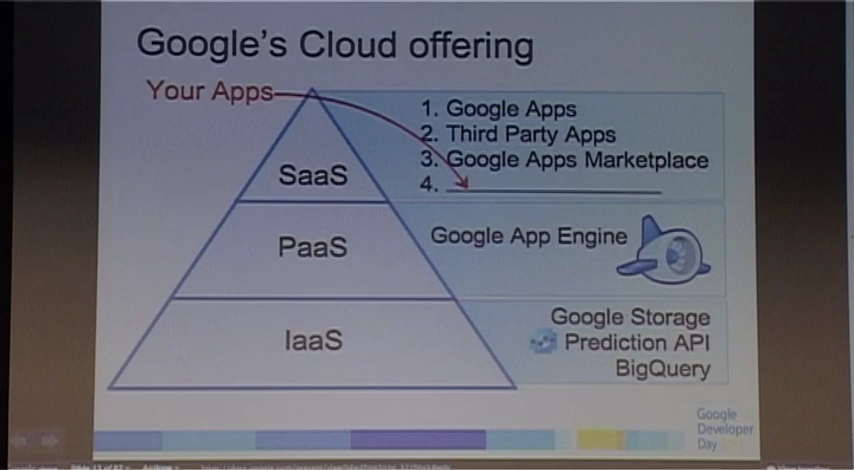 Google's Cloud offering
Your Apps
1. Google Apps
2. Third Party Apps
3. Google Apps Marketplace
4.
SaaS
Google App Engine
PaaS
Google Storage
Prediction API
BigQuery
IaaS
Google
Developer
Day